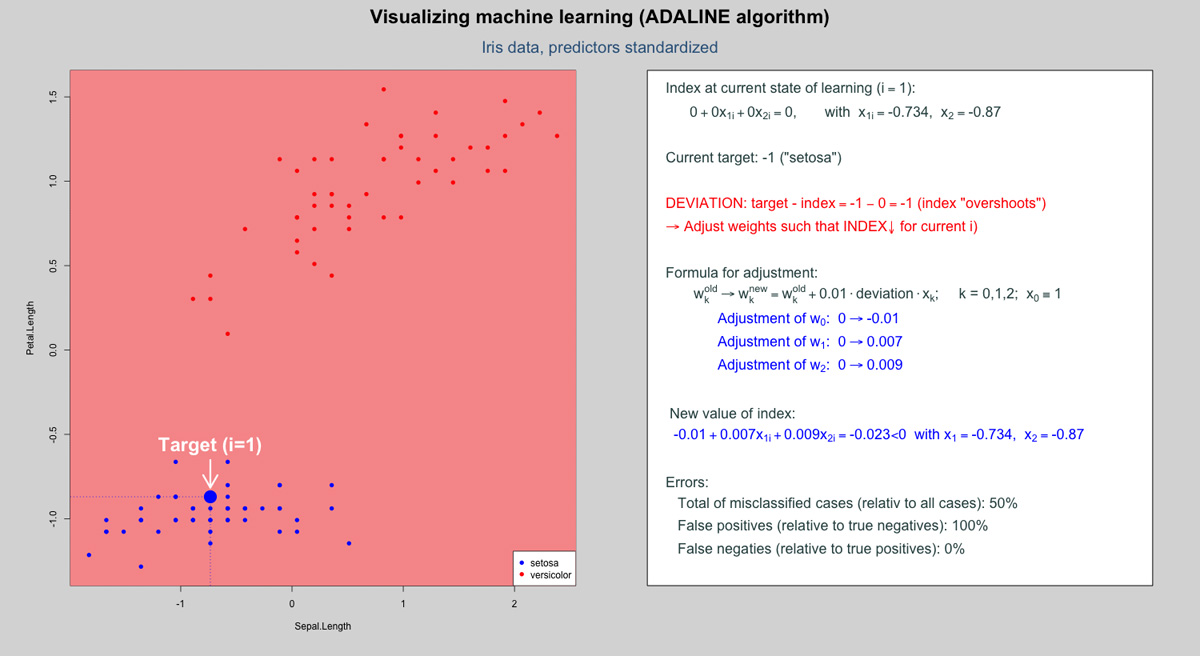 Visualizing machine learning (ADALINE algorithm)
Iris data, predictors standardized
Petal.Length
1.5
1.0
0.5
0.0
-0.5
-1.0
Target (i=1)
setosa
versicolor
-1
0
1
2
Sepal.Length
Index at current state of learning (i = 1):
0 + 0x1i + 0x2i = 0, with x1i = -0.734, x2 = -0.87
Current target: -1 ("setosa")
DEVIATION: target - index = -1 − 0 = -1 (index "overshoots")
→ Adjust weights such that INDEX↓ for current i)
Formula for adjustment:
wk^old → wk^new = wk^old + 0.01 · deviation · xk; k = 0,1,2; x0 ≡ 1
Adjustment of w0: 0 → -0.01
Adjustment of w1: 0 → 0.007
Adjustment of w2: 0 → 0.009
New value of index:
-0.01 + 0.007x1i + 0.009x2i = -0.023<0 with x1 = -0.734, x2 = -0.87
Errors:
Total of misclassified cases (relativ to all cases): 50%
False positives (relative to true negatives): 100%
False negaties (relative to true positives): 0%